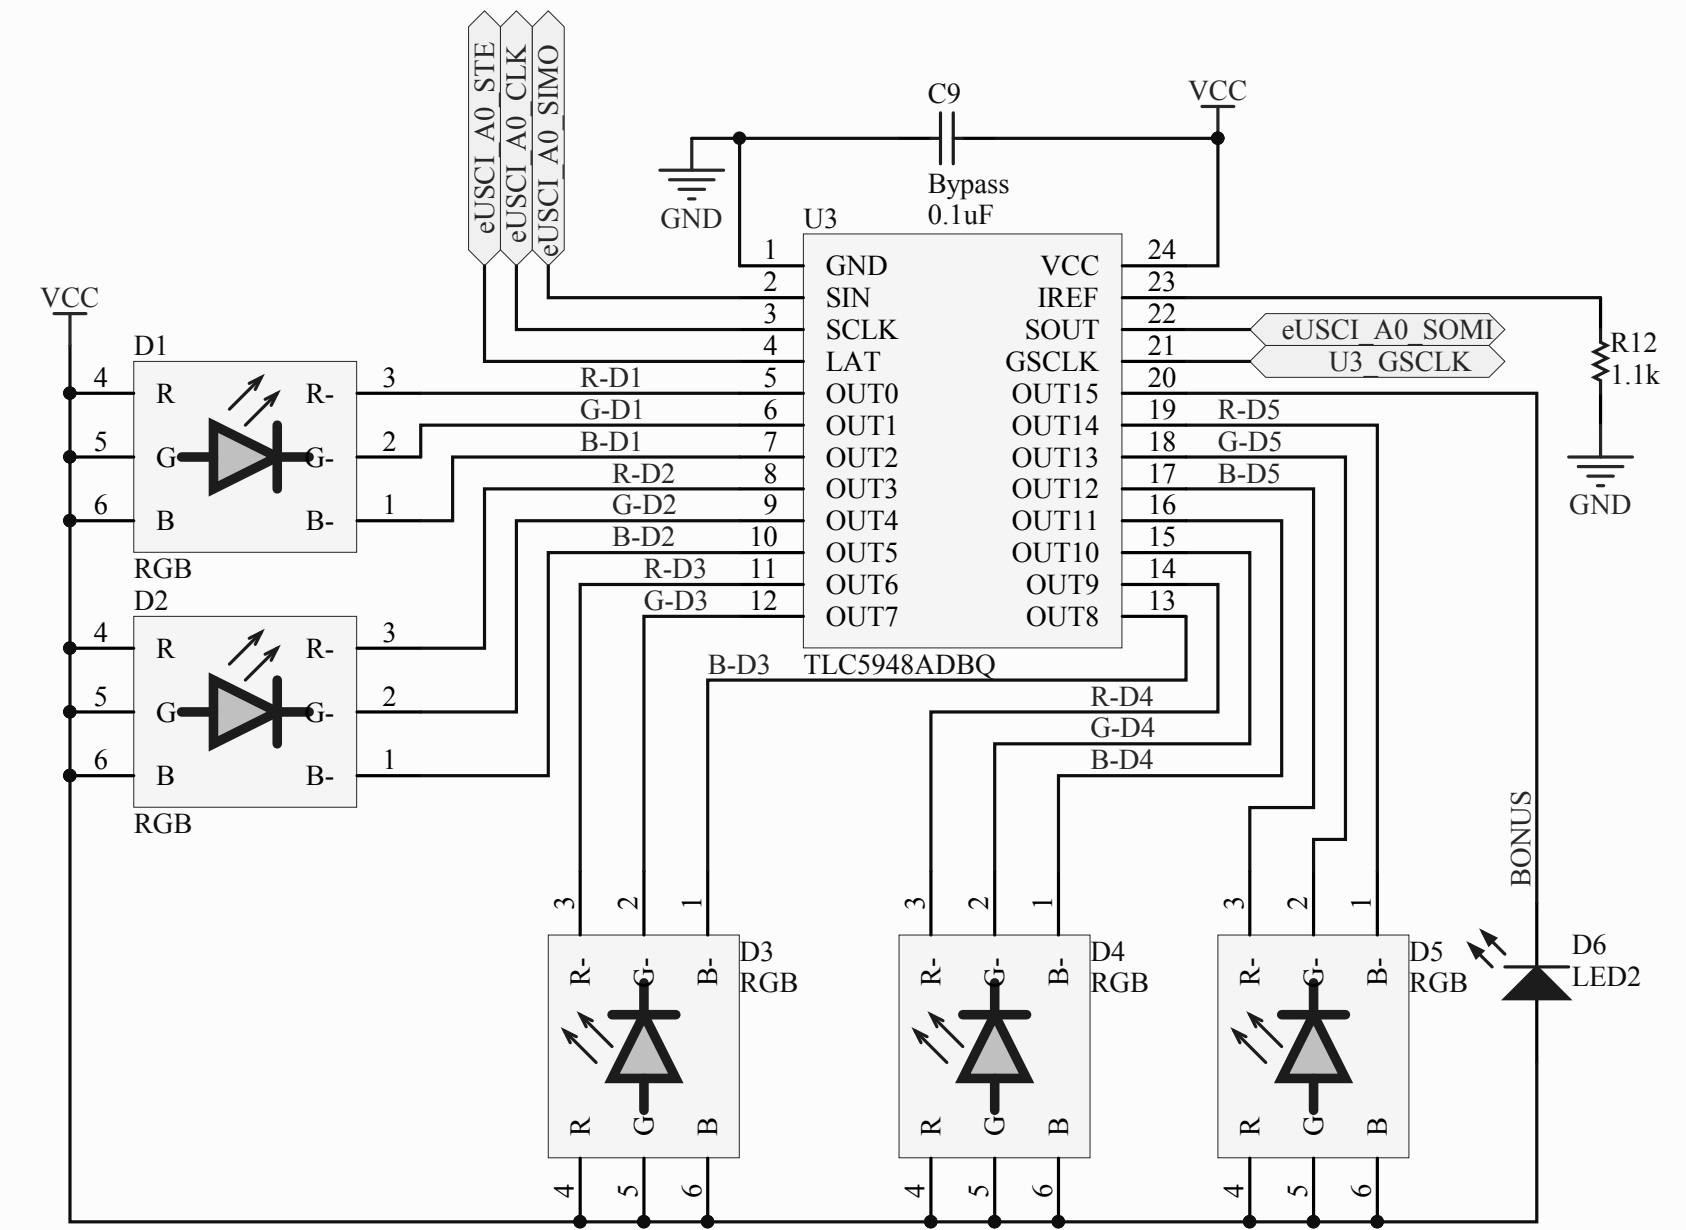 eUSCI_A0_STE
eUSCI_A0_CLK
eUSCI_A0_SIMO
C9
Bypass
0.1uF
VCC
GND
U3
1 GND VCC 24
2 SIN IREF 23
3 SCLK SOUT 22 eUSCI_A0_SOMI
4 LAT GSCLK 21 U3_GSCLK
R-D1 5 OUT0 OUT15 20
G-D1 6 OUT1 OUT14 19 R-D5
B-D1 7 OUT2 OUT13 18 G-D5
R-D2 8 OUT3 OUT12 17 B-D5
G-D2 9 OUT4 OUT11 16
B-D2 10 OUT5 OUT10 15
R-D3 11 OUT6 OUT9 14
G-D3 12 OUT7 OUT8 13
B-D3 TLC5948ADBQ
R-D4
G-D4
B-D4
R12
1.1k
GND
VCC
D1
4 R R- 3
5 G G- 2
6 B B- 1
RGB
D2
4 R R- 3
5 G G- 2
6 B B- 1
RGB
BONUS
3 2 1
R- G- B-
D3
RGB
R G B
4 5 6
3 2 1
R- G- B-
D4
RGB
R G B
4 5 6
3 2 1
R- G- B-
D5
RGB
R G B
4 5 6
D6
LED2